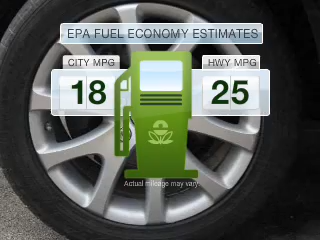 EPA FUEL ECONOMY ESTIMATES
CITY MPG HWY MPG
18 25
Actual mileage may vary.